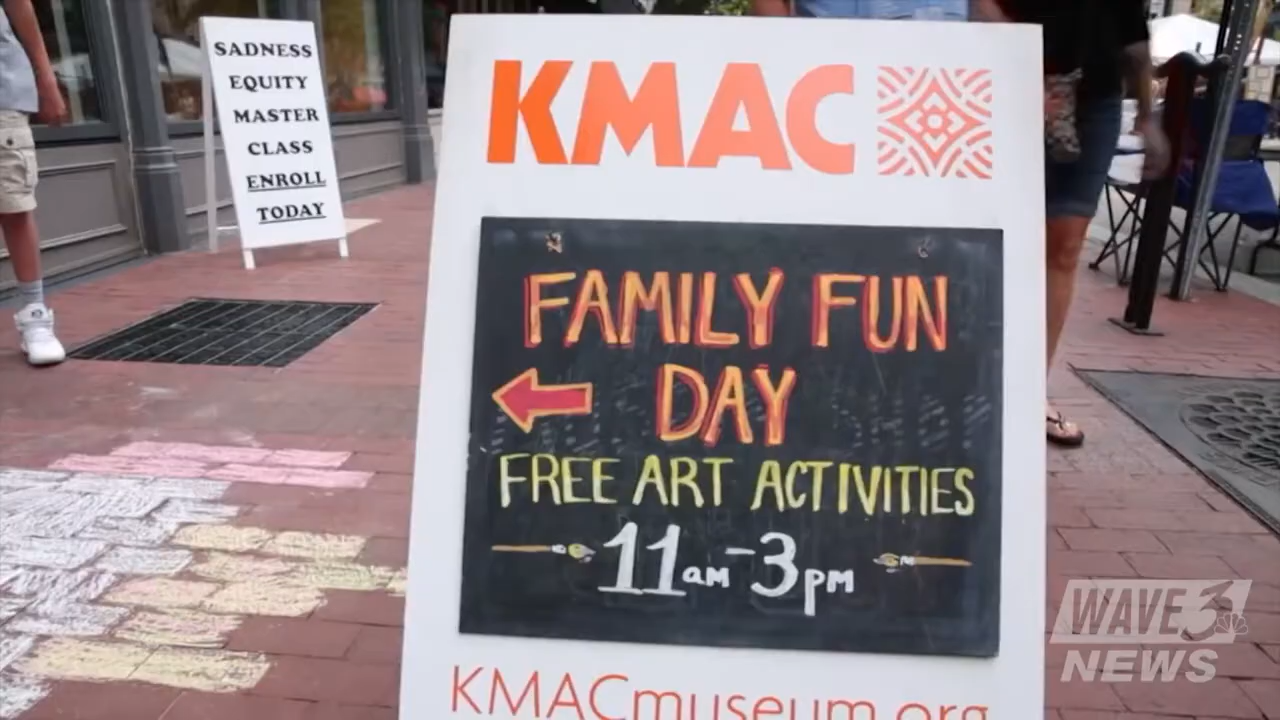 SADNESS
EQUITY
MASTER
CLASS
ENROLL
TODAY
KMAC
FAMILY FUN
DAY
FREE ART ACTIVITIES
11am-3pm
KMACmuseum.org
WAVE 3
NEWS